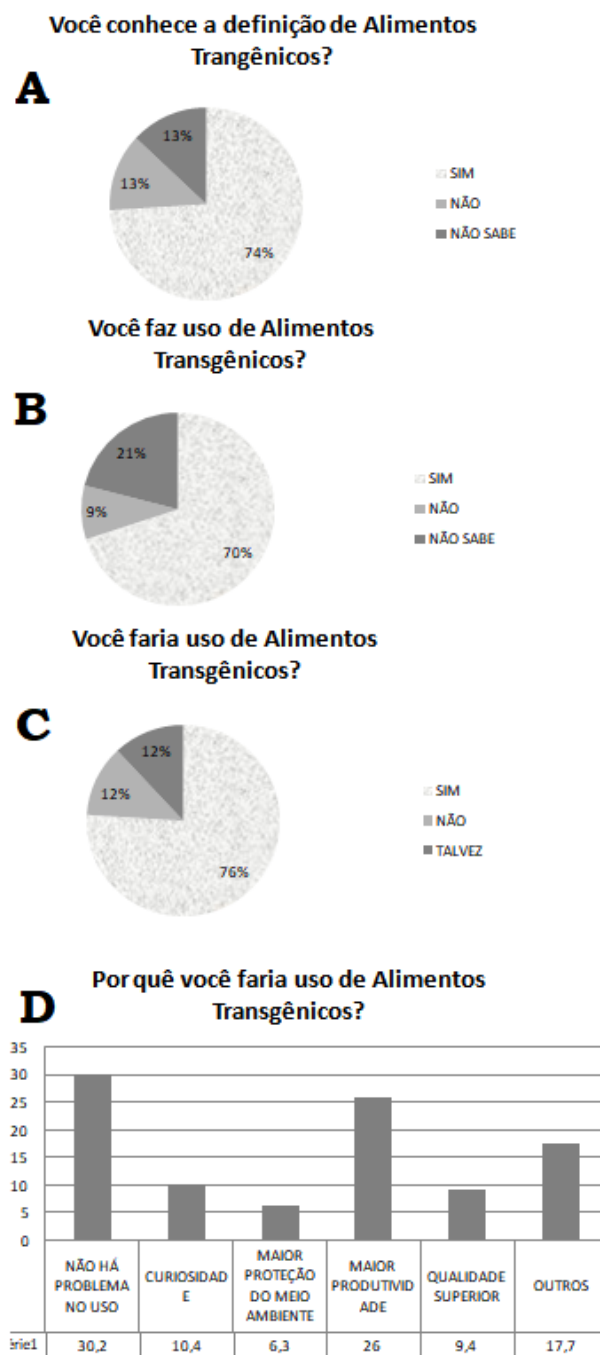 Você conhece a definição de Alimentos
Trangênicos?
A
13%
13%
74%
SIM
NÃO
NÃO SABE
Você faz uso de Alimentos
Transgênicos?
B
21%
9%
70%
SIM
NÃO
NÃO SABE
Você faria uso de Alimentos
Transgênicos?
C
12%
12%
76%
SIM
NÃO
TALVEZ
Por quê você faria uso de Alimentos
Transgênicos?
D
35
30
25
20
15
10
5
0
NÃO HÁ
PROBLEMA
NO USO
CURIOSIDAD
E
MAIOR
PROTEÇÃO
DO MEIO
AMBIENTE
MAIOR
PRODUTIVID
ADE
QUALIDADE
SUPERIOR
OUTROS
érie1 30,2 10,4 6,3 26 9,4 17,7